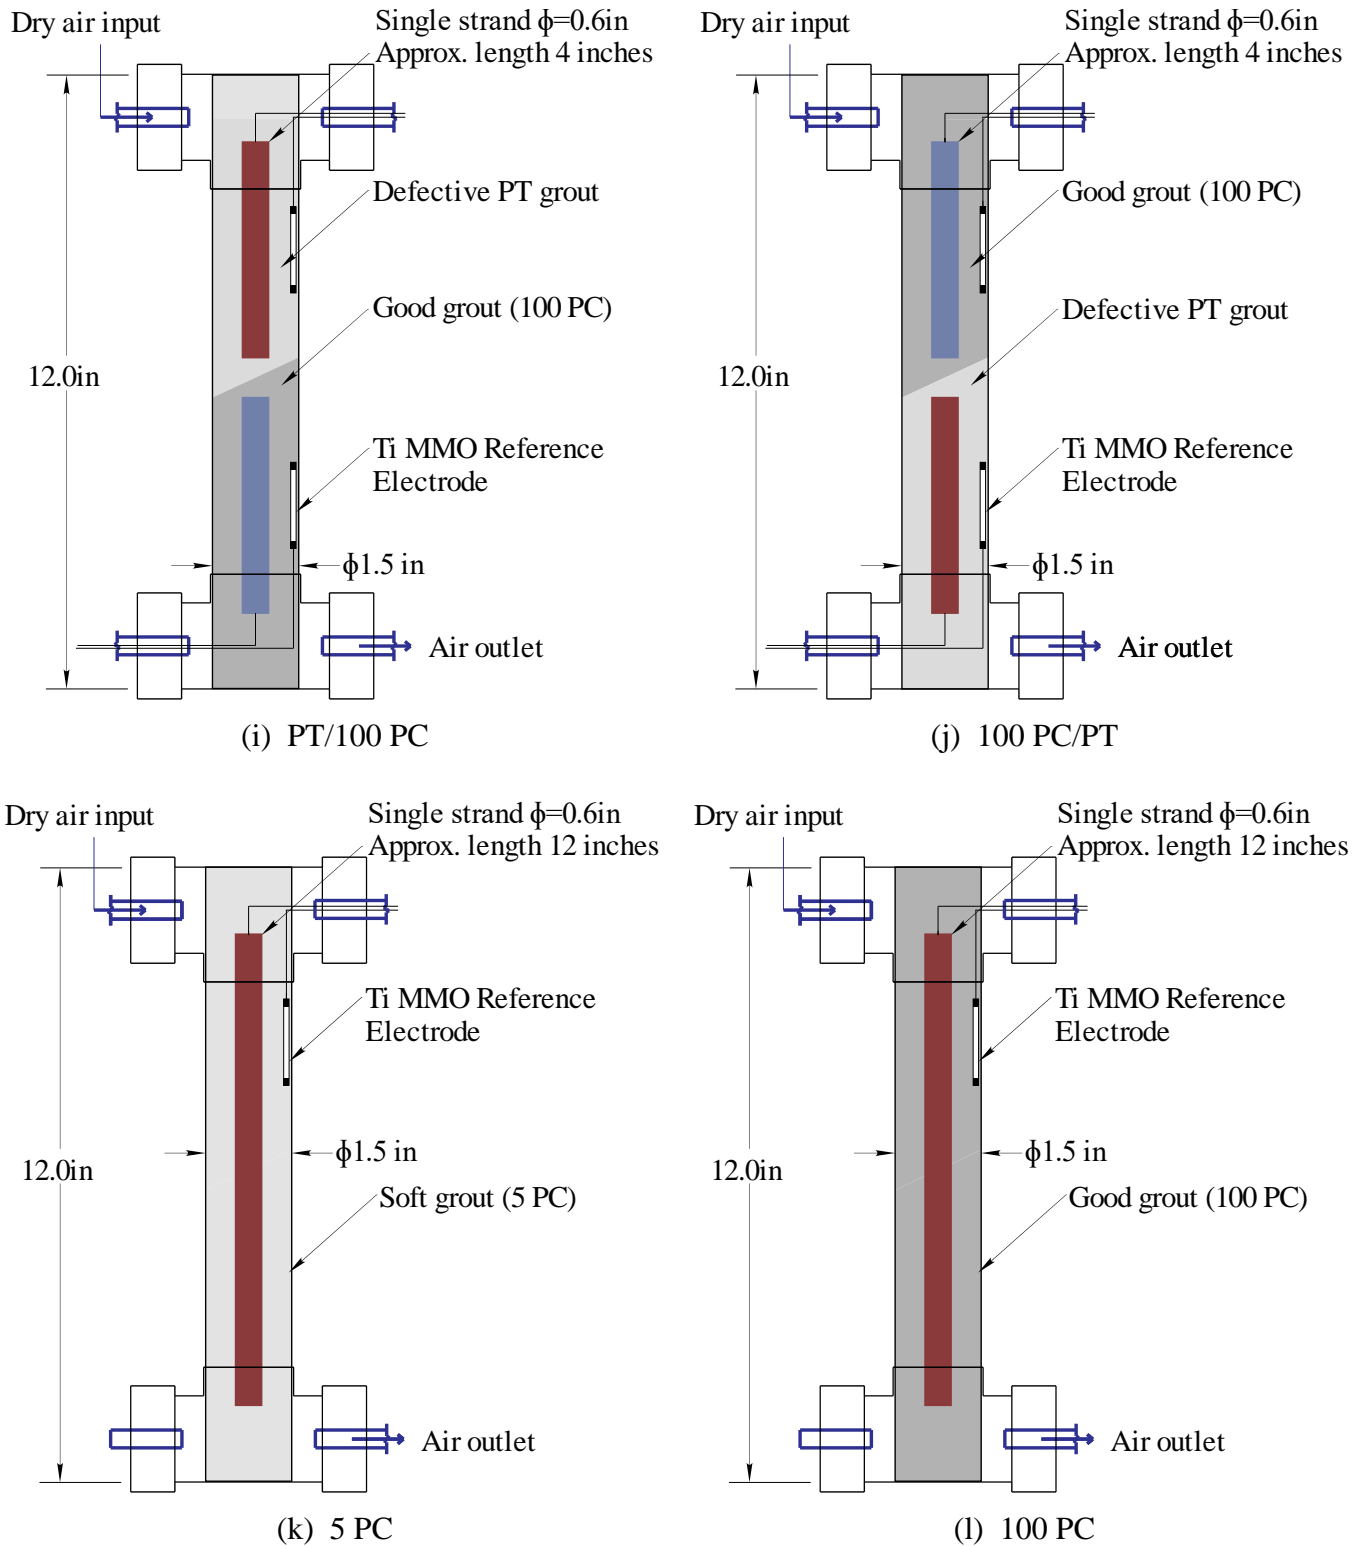 Dry air input
Single strand ϕ=0.6in
Approx. length 4 inches
Defective PT grout
Good grout (100 PC)
12.0in
Ti MMO Reference
Electrode
ϕ1.5 in
Air outlet
(i) PT/100 PC
Dry air input
Single strand ϕ=0.6in
Approx. length 4 inches
Good grout (100 PC)
Defective PT grout
12.0in
Ti MMO Reference
Electrode
ϕ1.5 in
Air outlet
(j) 100 PC/PT
Dry air input
Single strand ϕ=0.6in
Approx. length 12 inches
Ti MMO Reference
Electrode
ϕ1.5 in
12.0in
Soft grout (5 PC)
Air outlet
(k) 5 PC
Dry air input
Single strand ϕ=0.6in
Approx. length 12 inches
Ti MMO Reference
Electrode
ϕ1.5 in
12.0in
Good grout (100 PC)
Air outlet
(l) 100 PC